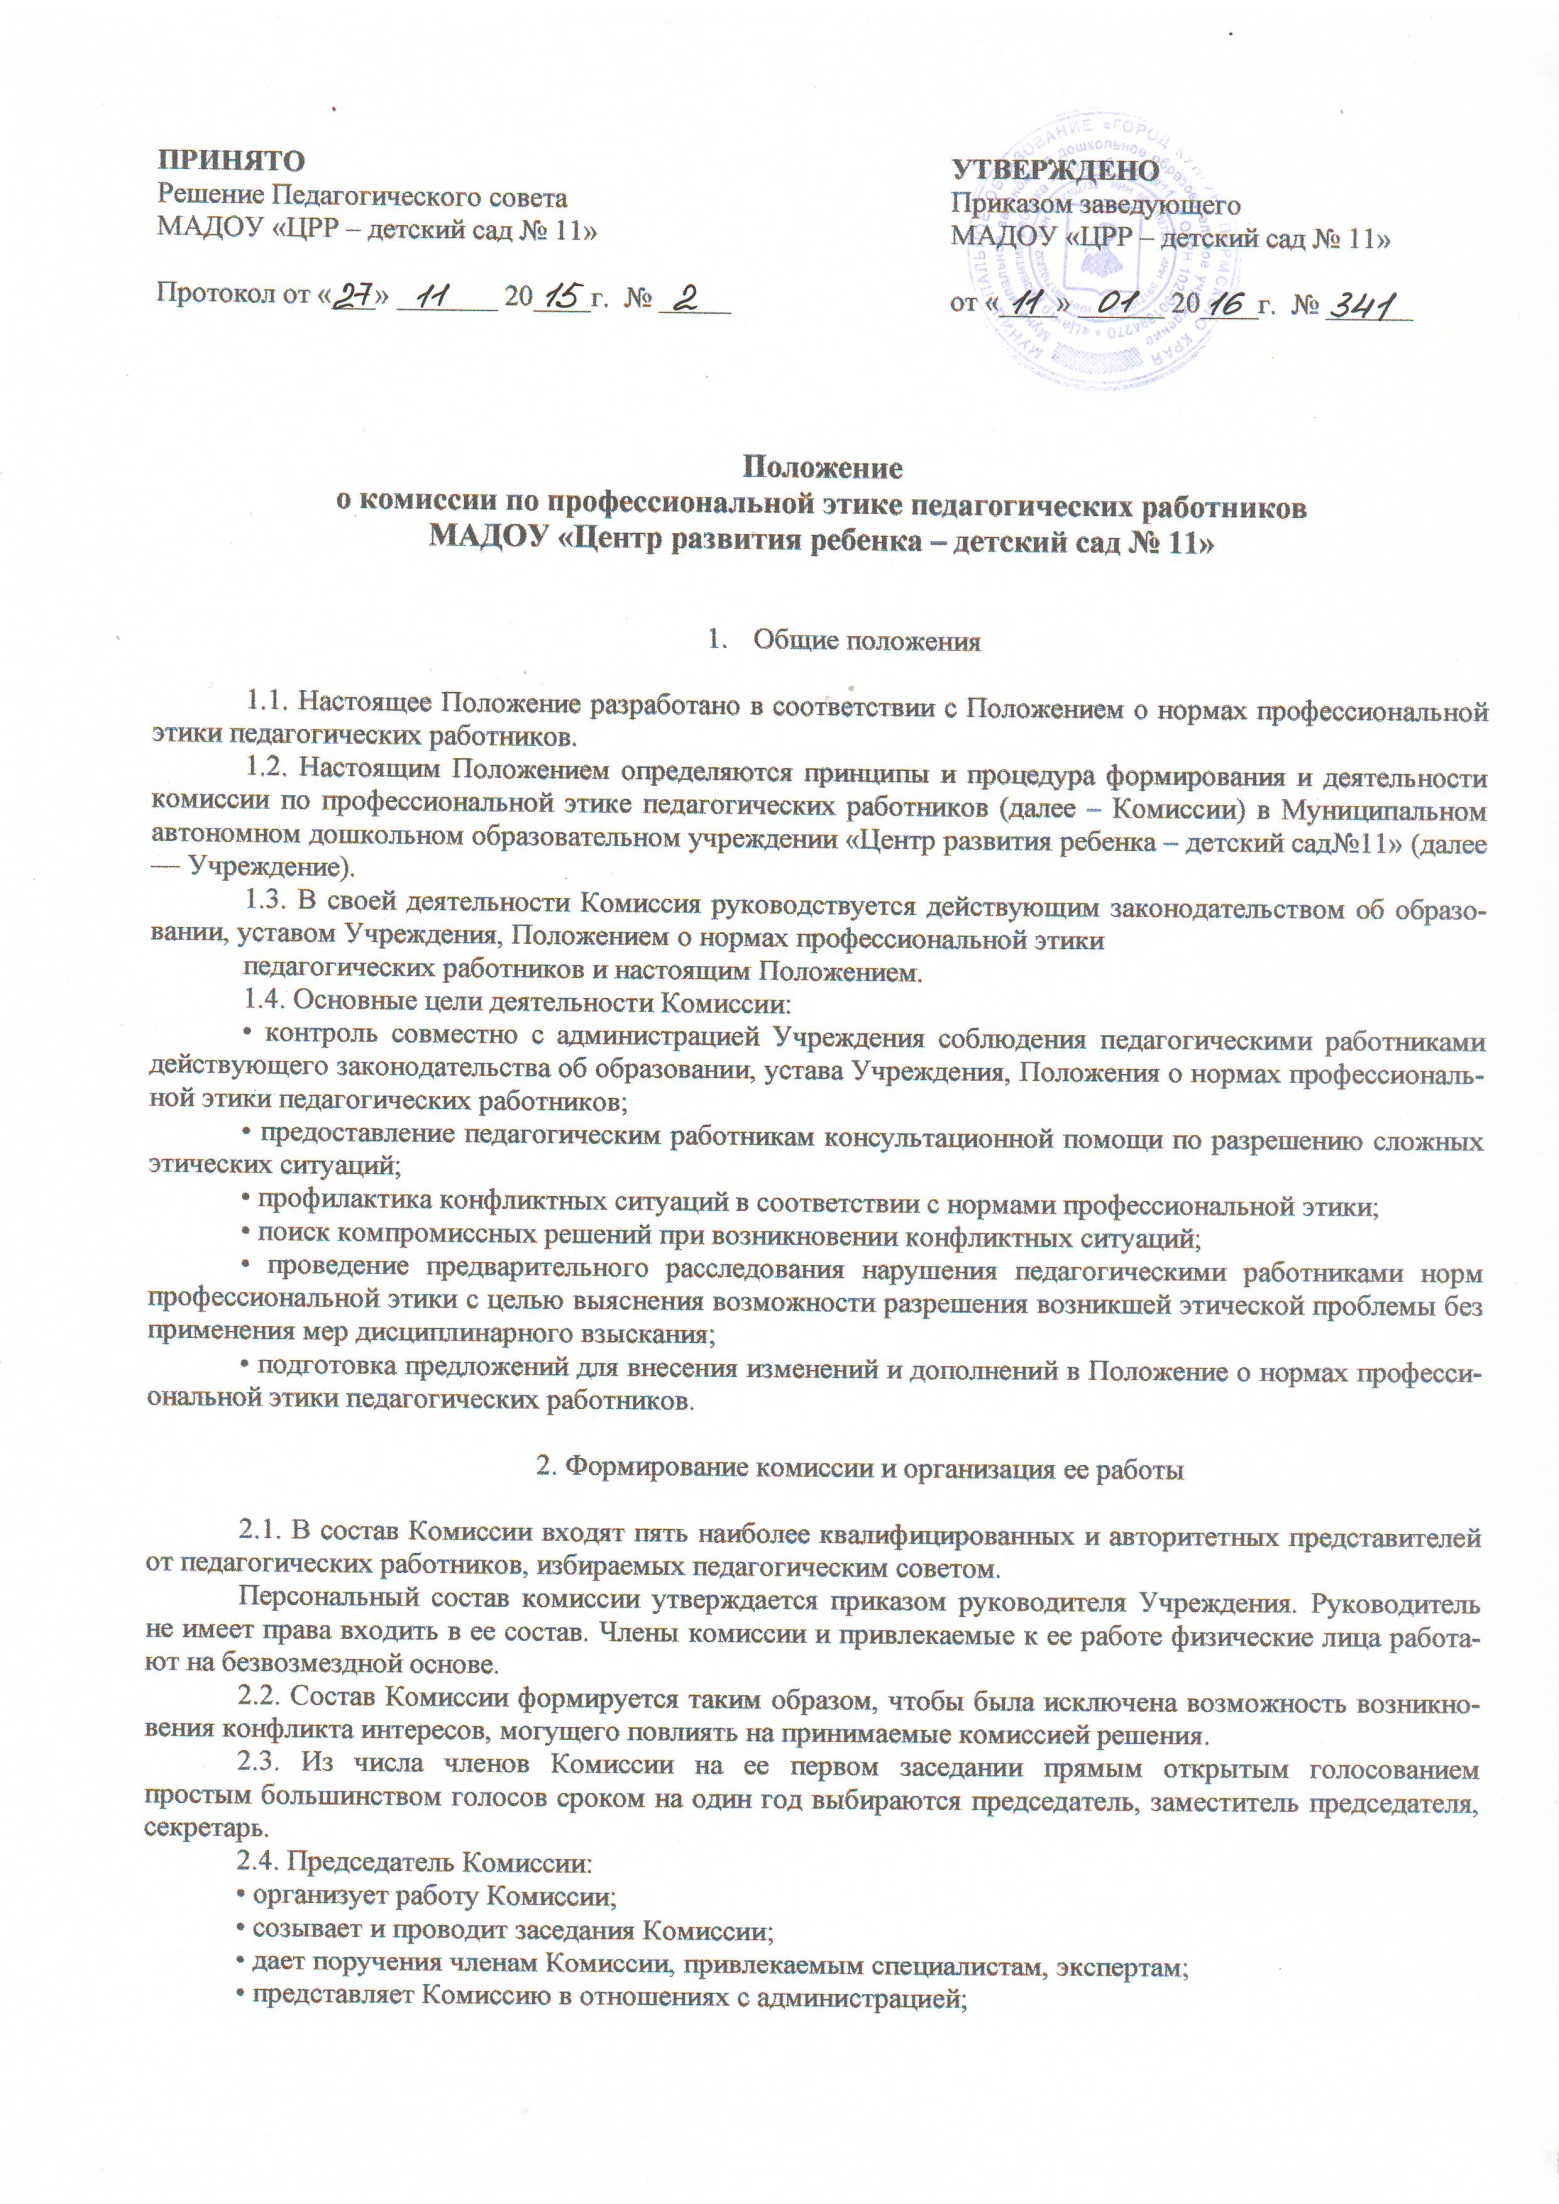 ПРИНЯТО
Решение Педагогического совета
МАДОУ «ЦРР – детский сад № 11»
Протокол от «27» 11 2015 г. № 2
УТВЕРЖДЕНО
Приказом заведующего
МАДОУ «ЦРР – детский сад № 11»
от «11» 01 2016 г. № 341
Положение
о комиссии по профессиональной этике педагогических работников
МАДОУ «Центр развития ребенка – детский сад № 11»
1. Общие положения
1.1. Настоящее Положение разработано в соответствии с Положением о нормах профессиональной
этики педагогических работников.
1.2. Настоящим Положением определяются принципы и процедура формирования и деятельности
комиссии по профессиональной этике педагогических работников (далее – Комиссии) в Муниципальном
автономном дошкольном образовательном учреждении «Центр развития ребенка – детский сад№11» (далее
— Учреждение).
1.3. В своей деятельности Комиссия руководствуется действующим законодательством об образо-
вании, уставом Учреждения, Положением о нормах профессиональной этики
педагогических работников и настоящим Положением.
1.4. Основные цели деятельности Комиссии:
• контроль совместно с администрацией Учреждения соблюдения педагогическими работниками
действующего законодательства об образовании, устава Учреждения, Положения о нормах профессиональ-
ной этики педагогических работников;
• предоставление педагогическим работникам консультационной помощи по разрешению сложных
этических ситуаций;
• профилактика конфликтных ситуаций в соответствии с нормами профессиональной этики;
• поиск компромиссных решений при возникновении конфликтных ситуаций;
• проведение предварительного расследования нарушения педагогическими работниками норм
профессиональной этики с целью выяснения возможности разрешения возникшей этической проблемы без
применения мер дисциплинарного взыскания;
• подготовка предложений для внесения изменений и дополнений в Положение о нормах професси-
ональной этики педагогических работников.
2. Формирование комиссии и организация ее работы
2.1. В состав Комиссии входят пять наиболее квалифицированных и авторитетных представителей
от педагогических работников, избираемых педагогическим советом.
Персональный состав комиссии утверждается приказом руководителя Учреждения. Руководитель
не имеет права входить в ее состав. Члены комиссии и привлекаемые к ее работе физические лица работа-
ют на безвозмездной основе.
2.2. Состав Комиссии формируется таким образом, чтобы была исключена возможность возникно-
вения конфликта интересов, могущего повлиять на принимаемые комиссией решения.
2.3. Из числа членов Комиссии на ее первом заседании прямым открытым голосованием
простым большинством голосов сроком на один год выбираются председатель, заместитель председателя,
секретарь.
2.4. Председатель Комиссии:
• организует работу Комиссии;
• созывает и проводит заседания Комиссии;
• дает поручения членам Комиссии, привлекаемым специалистам, экспертам;
• представляет Комиссию в отношениях с администрацией;